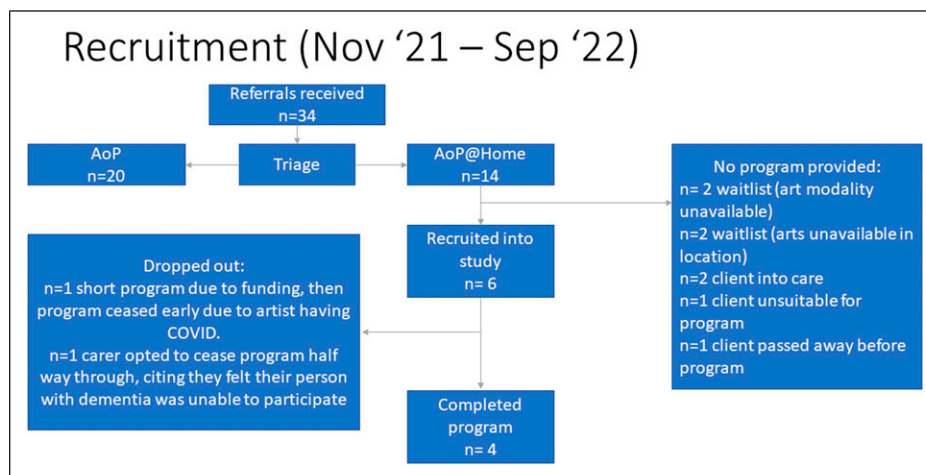 Recruitment (Nov ‘21 – Sep ‘22)
Referrals received
n=34
AoP
n=20
Triage
AoP@Home
n=14
No program provided:
n= 2 waitlist (art modality
unavailable)
n=2 waitlist (arts unavailable in
location)
n=2 client into care
n=1 client unsuitable for
program
n=1 client passed away before
program
Recruited into
study
n= 6
Dropped out:
n=1 short program due to funding, then
program ceased early due to artist having
COVID.
n=1 carer opted to cease program half
way through, citing they felt their person
with dementia was unable to participate
Completed
program
n= 4